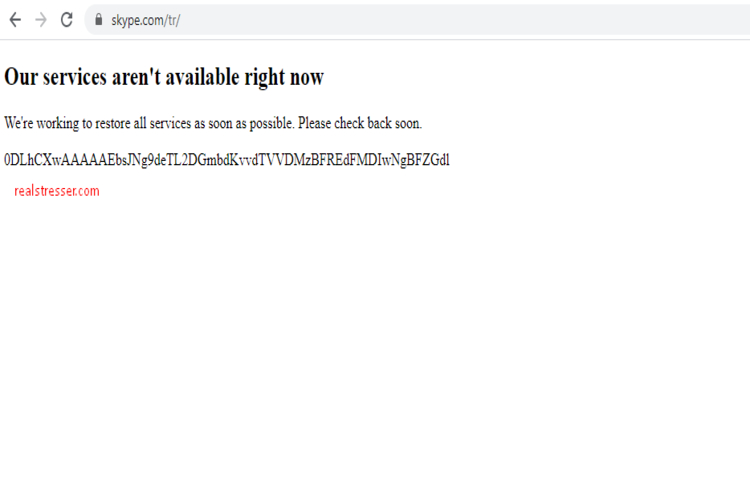 skype.com/tr/
Our services aren't available right now
We're working to restore all services as soon as possible. Please check back soon.
0DLhCXwAAAAAEbsJNg9deTL2DGmbdKvvdTVVDMzBFREdFMDIwNgBFZGdl
realstresser.com